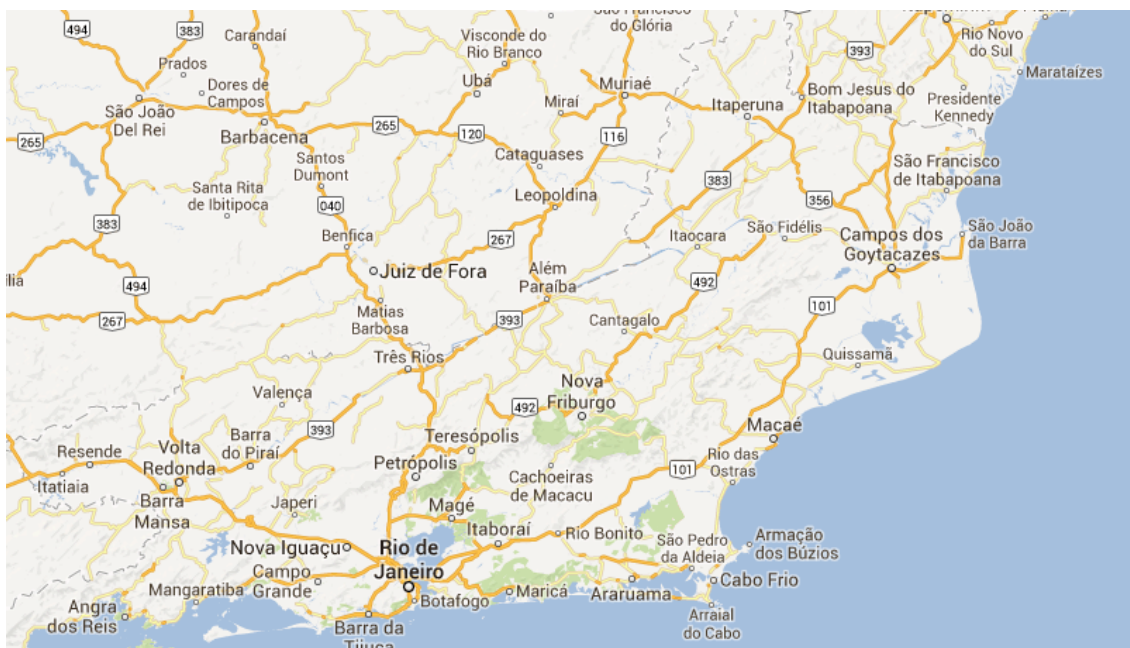 São Francisco
do Glória
494
383
Carandaí
Visconde do
Rio Branco
393
Rio Novo
do Sul
Prados
Marataízes
Dores de
Campos
Ubá
Muriaé
Miraí
Itaperuna
Bom Jesus do
Itabapoana
Presidente
Kennedy
São João
Del Rei
265
Barbacena
265
120
116
Cataguases
Santos
Dumont
São Francisco
de Itabapoana
383
Santa Rita
de Ibitipoca
040
Leopoldina
356
383
Benfica
267
Itaocara
São Fidélis
Campos dos
Goytacazes
São João
da Barra
Juiz de Fora
Além
Paraíba
494
492
101
267
Matias
Barbosa
393
Cantagalo
Três Rios
Quissamã
Valença
Nova
Friburgo
492
393
Barra
do Piraí
Teresópolis
Macaé
Volta
Redonda
Resende
Petrópolis
Rio das
Ostras
101
Itatiaia
Cachoeiras
de Macacu
Barra
Mansa
Japeri
Magé
Itaboraí
Rio Bonito
São Pedro
da Aldeia
Armação
dos Búzios
Nova Iguaçu
Rio de
Janeiro
Campo
Grande
Cabo Frio
Mangaratiba
Botafogo
Maricá
Araruama
Angra
dos Reis
Arraial
do Cabo
Barra da
Tijuca